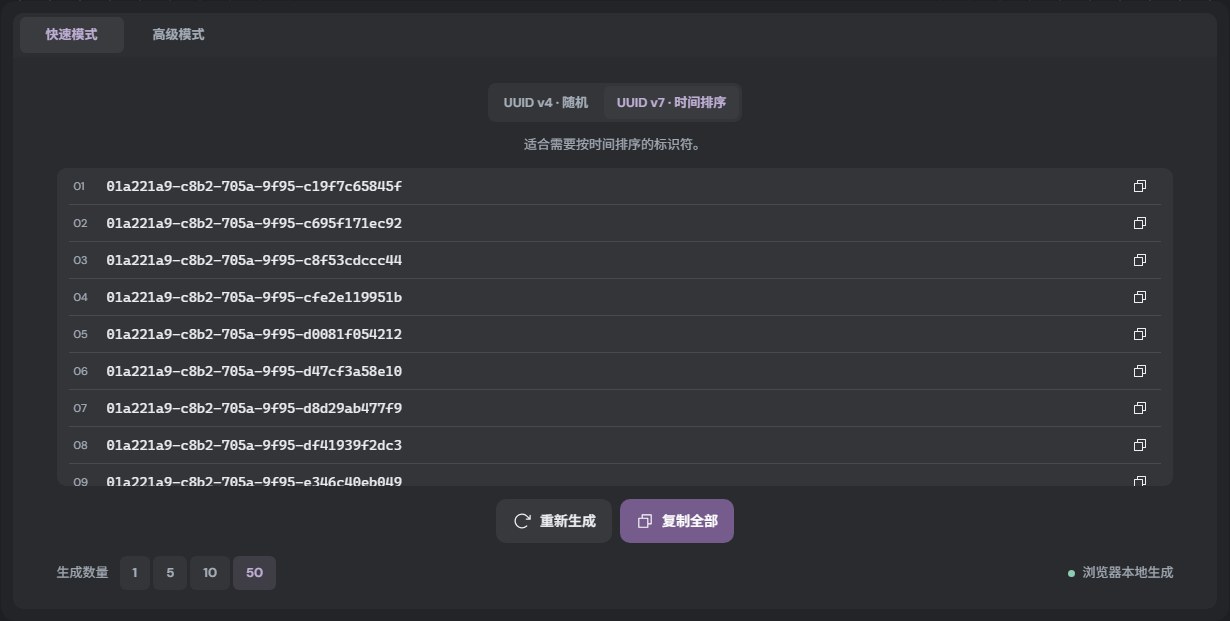 快速模式 高级模式
UUID v4 · 随机 UUID v7 · 时间排序
适合需要按时间排序的标识符。
01 01a221a9-c8b2-705a-9f95-c19f7c65845f
02 01a221a9-c8b2-705a-9f95-c695f171ec92
03 01a221a9-c8b2-705a-9f95-c8f53cdccc44
04 01a221a9-c8b2-705a-9f95-cfe2e119951b
05 01a221a9-c8b2-705a-9f95-d0081f054212
06 01a221a9-c8b2-705a-9f95-d47cf3a58e10
07 01a221a9-c8b2-705a-9f95-d8d29ab477f9
08 01a221a9-c8b2-705a-9f95-df41939f2dc3
09 01a221a9-c8b2-705a-9f95-e346c40eb049
重新生成 复制全部
生成数量 1 5 10 50 浏览器本地生成